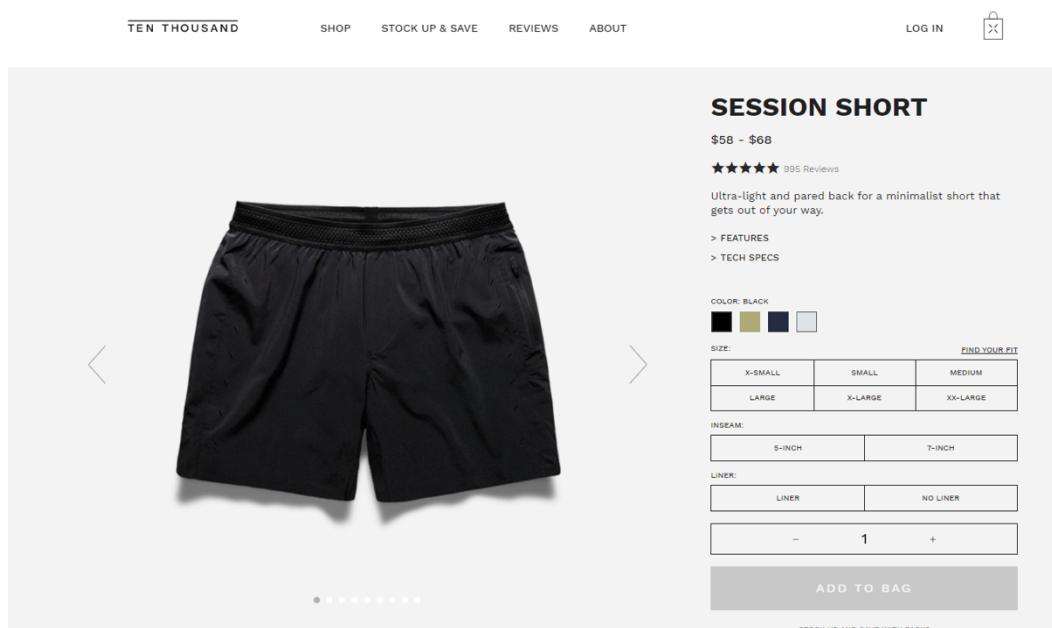 TEN THOUSAND
SHOP STOCK UP & SAVE REVIEWS ABOUT LOG IN
SESSION SHORT
$58 - $68
995 Reviews
Ultra-light and pared back for a minimalist short that
gets out of your way.
> FEATURES
> TECH SPECS
COLOR: BLACK
SIZE: FIND YOUR FIT
X-SMALL SMALL MEDIUM
LARGE X-LARGE XX-LARGE
INSEAM:
5-INCH 7-INCH
LINER:
LINER NO LINER
− 1 +
ADD TO BAG